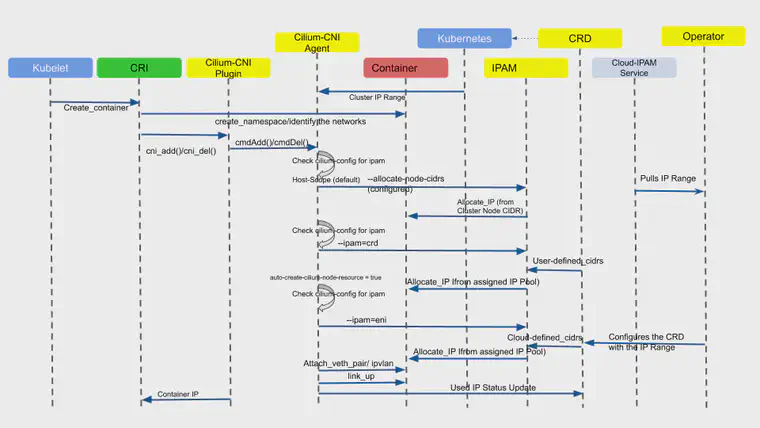 Cilium-CNI
Agent
Kubernetes
CRD
Operator
Kubelet
CRI
Cilium-CNI
Plugin
Container
IPAM
Cloud-IPAM
Service
Cluster IP Range
Create_container
create_namespace/identify the networks
cni_add()/cni_del()
cmdAdd()/cmdDel()
Check cilium-config for ipam
Host-Scope (default)
--allocate-node-cidrs
(configured)
Pulls IP Range
Allocate_IP (from
Cluster Node CIDR)
Check cilium-config for ipam
--ipam=crd
User-defined_cidrs
auto-create-cilium-node-resource = true
Allocate_IP Ifrom assigned IP Pool)
Check cilium-config for ipam
--ipam=eni
Cloud-defined_cidrs
Configures the CRD
with the IP Range
Allocate_IP Ifrom assigned IP Pool)
Attach_veth_pair/ ipvlan
link_up
Used IP Status Update
Container IP